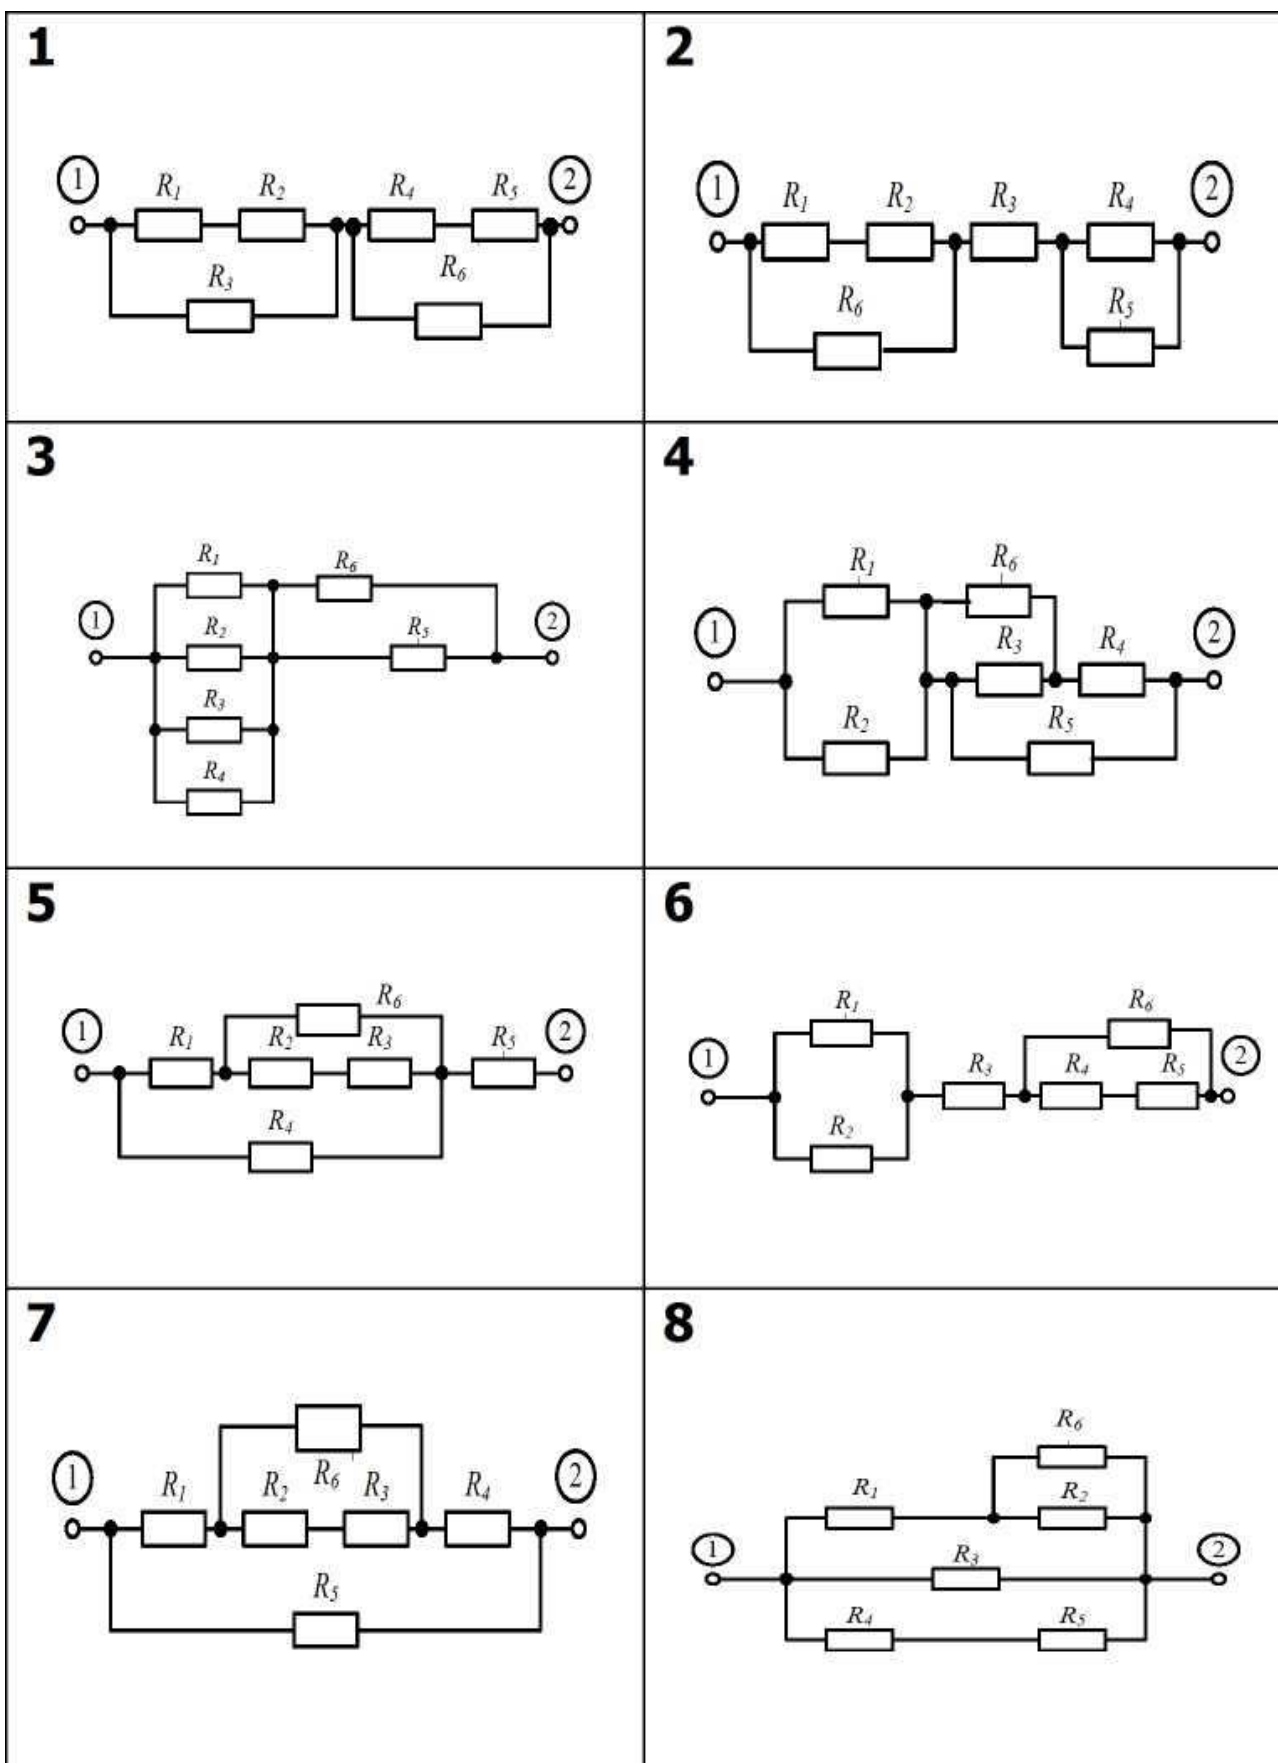 1
2
1 R1 R2 R4 R5 2
R3 R6
1 R1 R2 R3 R4 2
R6 R5
3
4
R1 R6
1 R2 R5 2
R3
R4
R1 R6
1 R3 R4 2
R2 R5
5
6
R6
1 R1 R2 R3 R5 2
R4
R1 R6
1 R3 R4 R5 2
R2
7
8
1 R1 R2 R6 R3 R4 2
R5
R6
R1 R2
1 R3 2
R4 R5